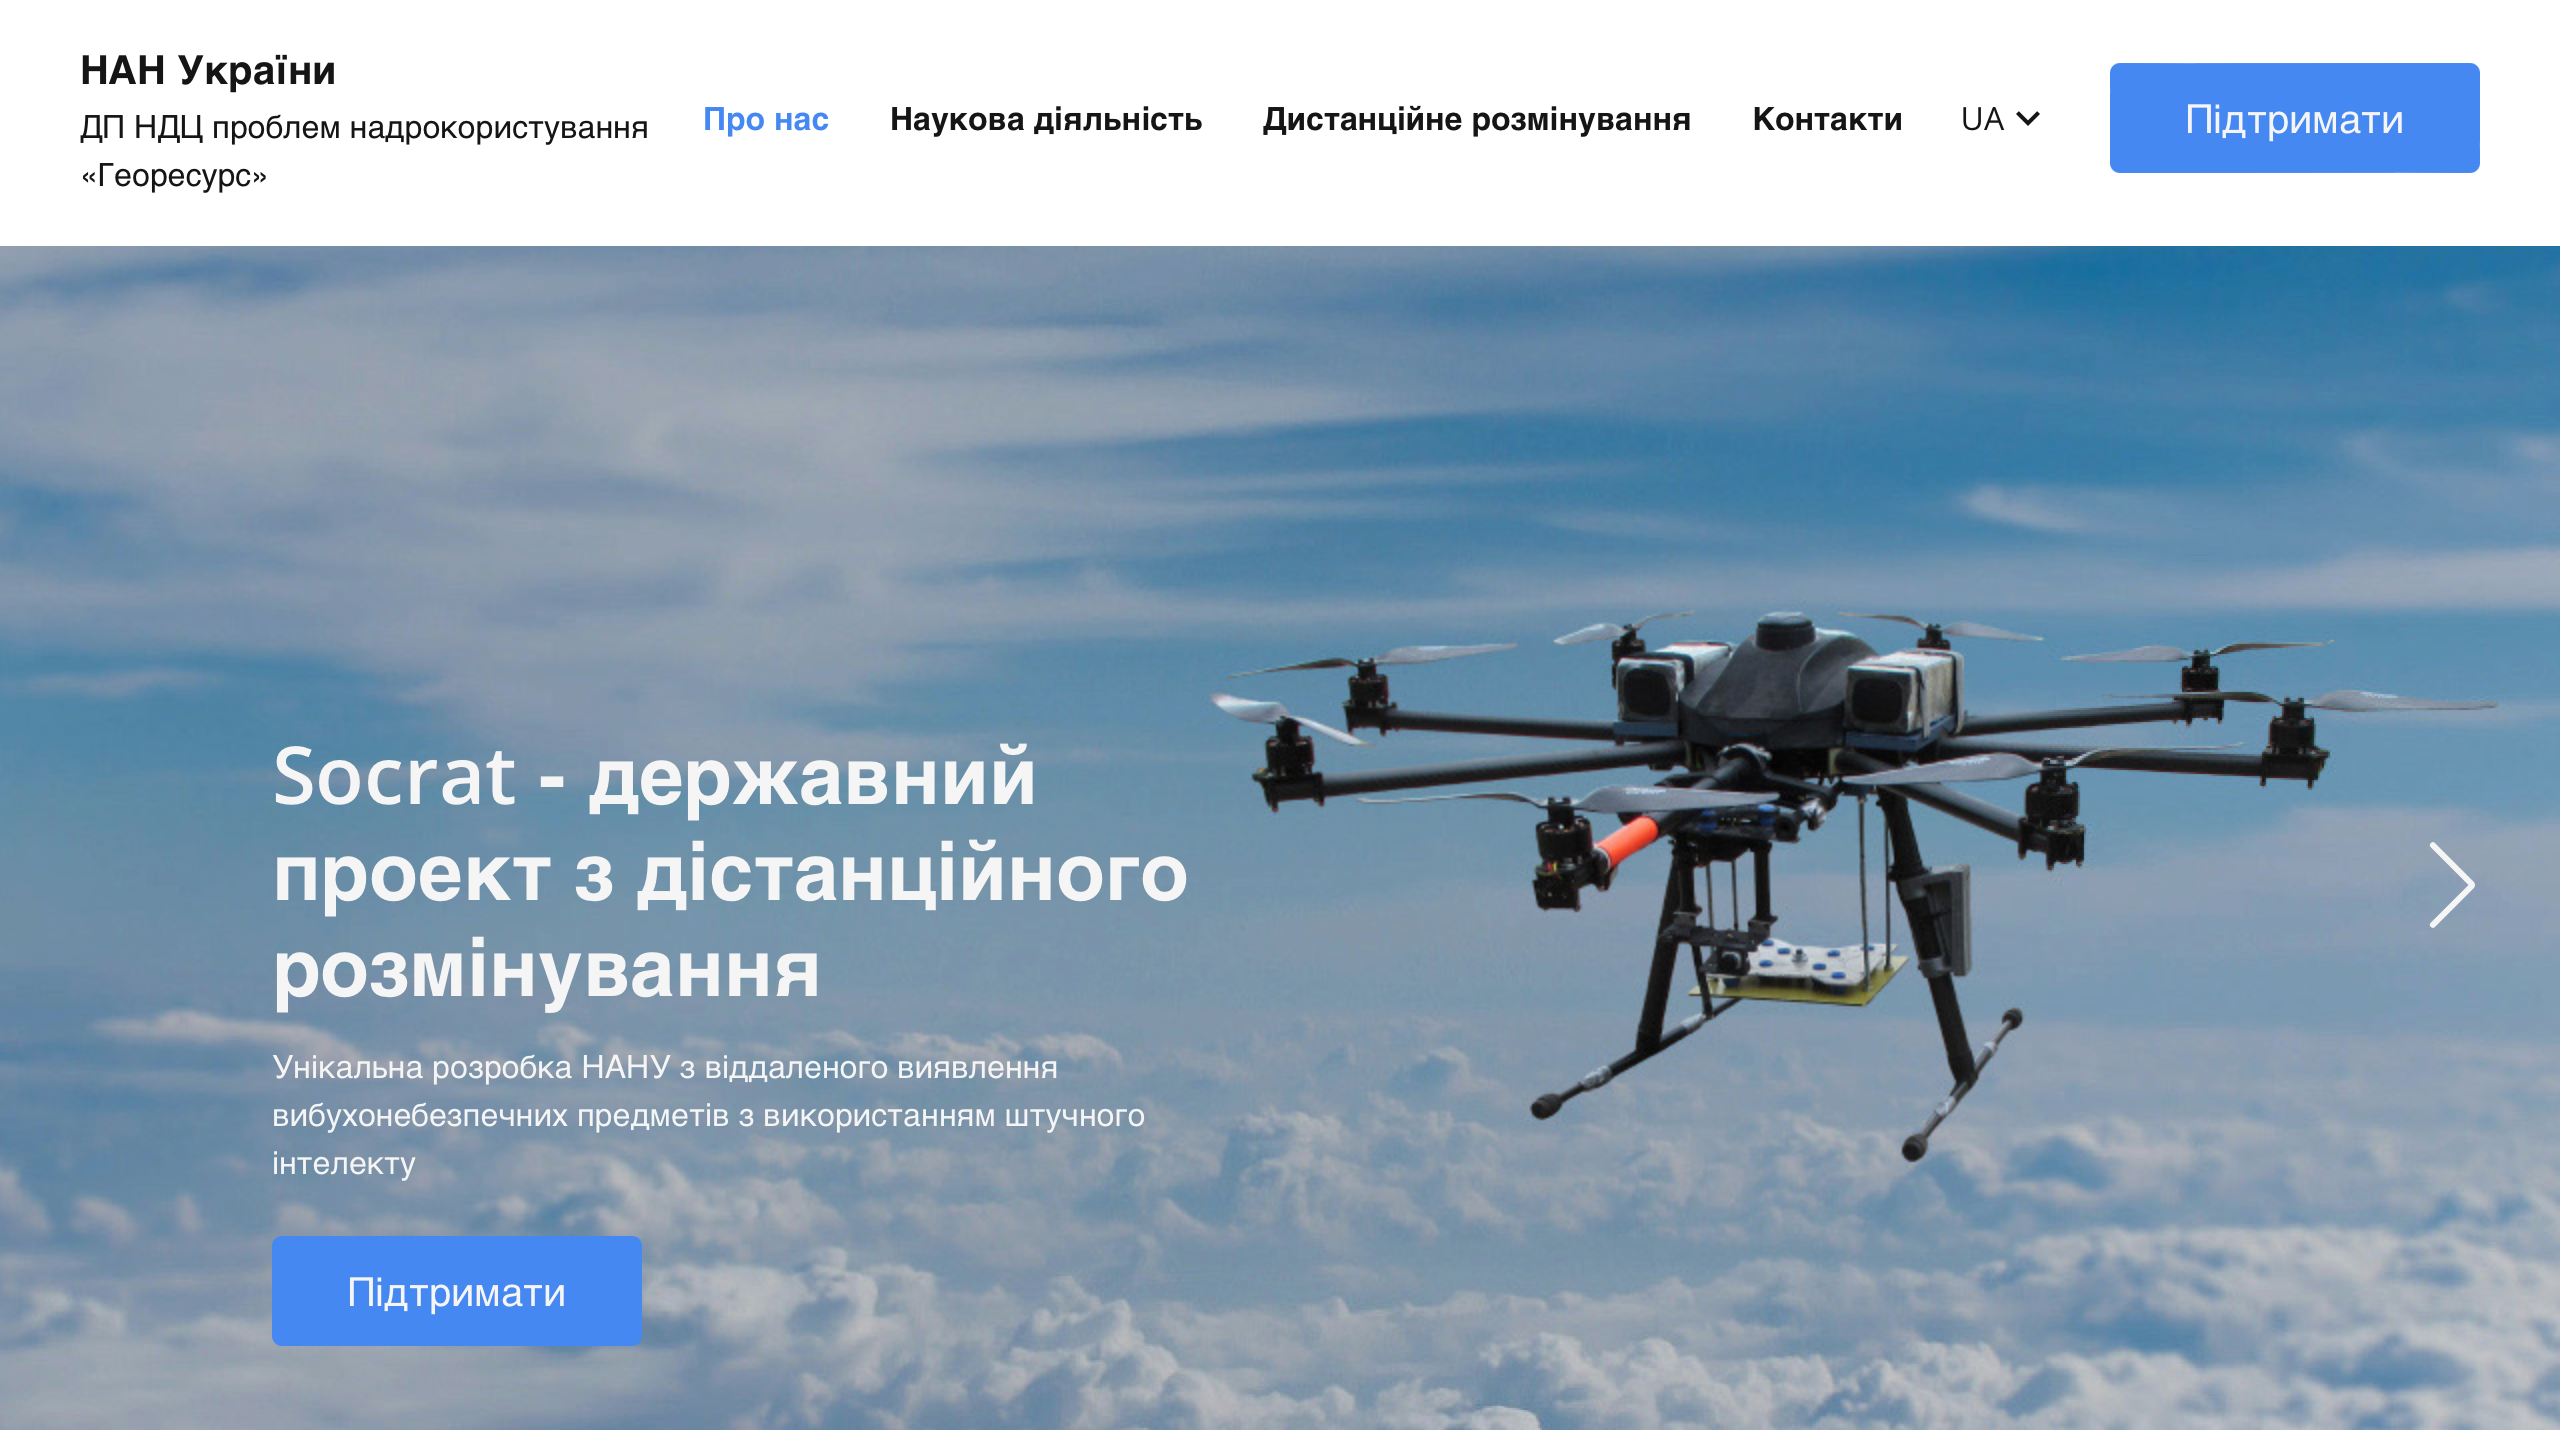 НАН України
ДП НДЦ проблем надрокористування
«Георесурс»
Про нас
Наукова діяльність
Дистанційне розмінування
Контакти
UA
Підтримати
Socrat - державний
проект з дістанційного
розмінування
Унікальна розробка НАНУ з віддаленого виявлення
вибухонебезпечних предметів з використанням штучного
інтелекту
Підтримати